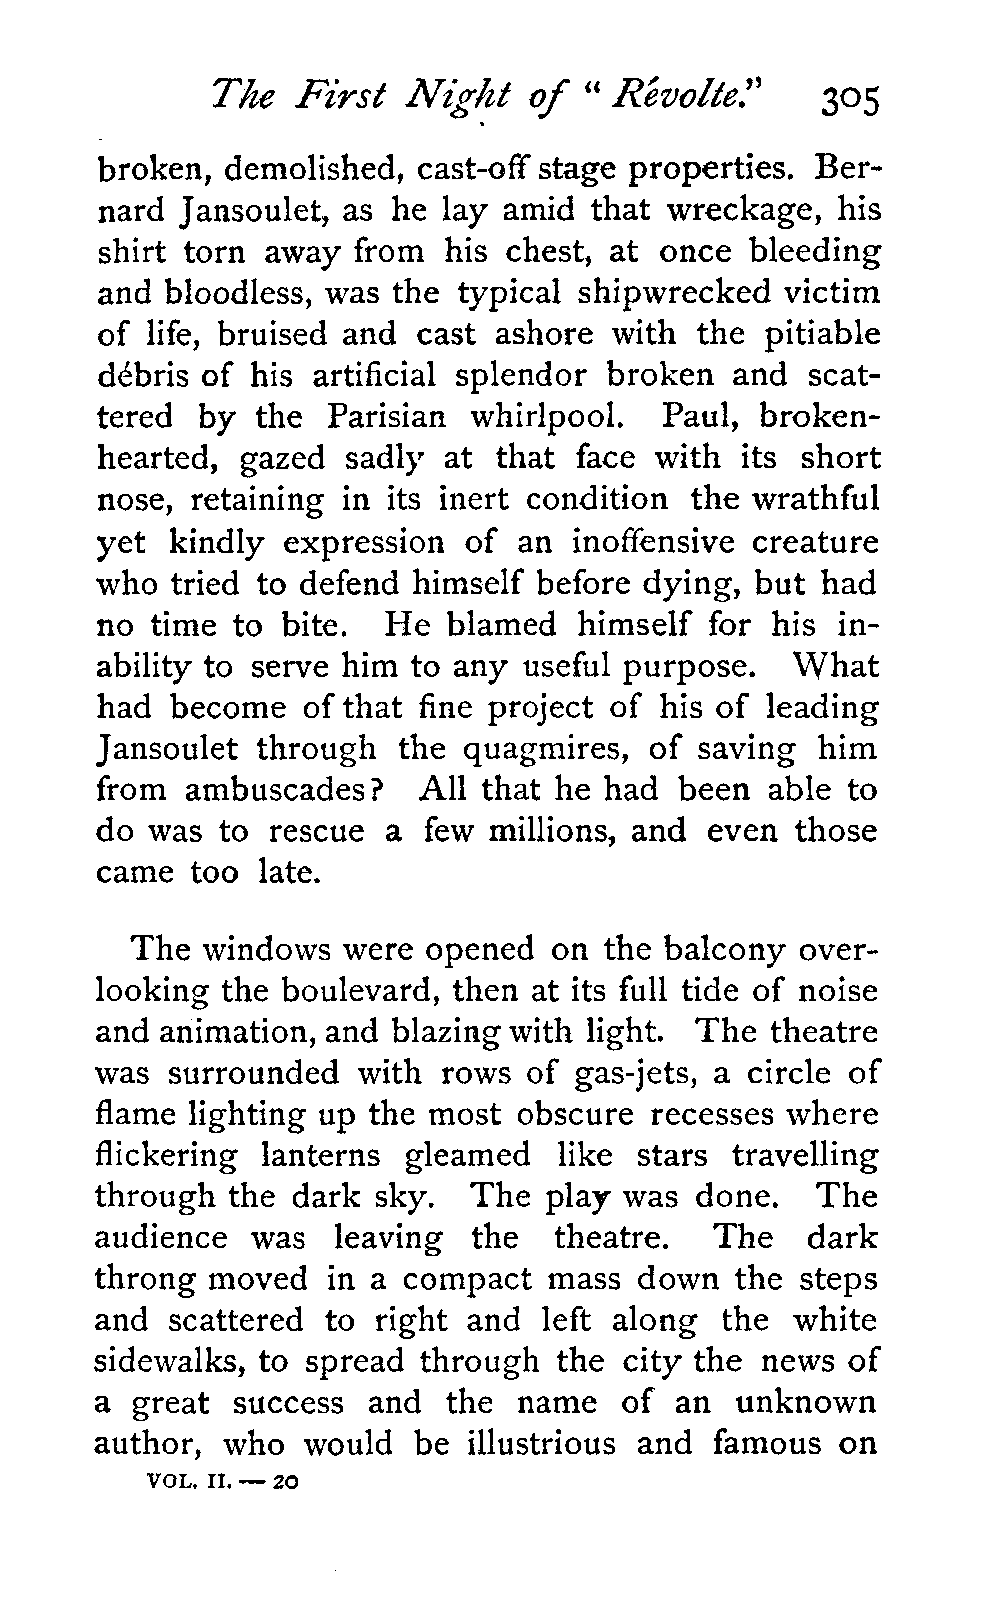 The First Night of “ Révolte.” 305
broken, demolished, cast-off stage properties. Ber-
nard Jansoulet, as he lay amid that wreckage, his
shirt torn away from his chest, at once bleeding
and bloodless, was the typical shipwrecked victim
of life, bruised and cast ashore with the pitiable
débris of his artificial splendor broken and scat-
tered by the Parisian whirlpool. Paul, broken-
hearted, gazed sadly at that face with its short
nose, retaining in its inert condition the wrathful
yet kindly expression of an inoffensive creature
who tried to defend himself before dying, but had
no time to bite. He blamed himself for his in-
ability to serve him to any useful purpose. What
had become of that fine project of his of leading
Jansoulet through the quagmires, of saving him
from ambuscades? All that he had been able to
do was to rescue a few millions, and even those
came too late.
The windows were opened on the balcony over-
looking the boulevard, then at its full tide of noise
and animation, and blazing with light. The theatre
was surrounded with rows of gas-jets, a circle of
flame lighting up the most obscure recesses where
flickering lanterns gleamed like stars travelling
through the dark sky. The play was done. The
audience was leaving the theatre. The dark
throng moved in a compact mass down the steps
and scattered to right and left along the white
sidewalks, to spread through the city the news of
a great success and the name of an unknown
author, who would be illustrious and famous on
VOL. II. — 20